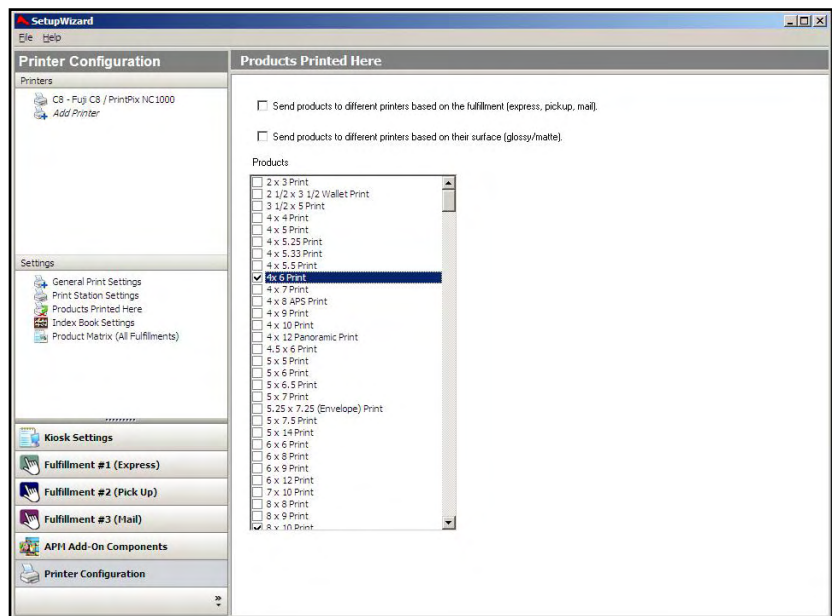 SetupWizard
File Help
Printer Configuration
Printers
C8 - Fuji C8 / PrintPix NC1000
Add Printer
Settings
General Print Settings
Print Station Settings
Products Printed Here
Index Book Settings
Product Matrix (All Fulfillments)
Kiosk Settings
Fulfillment #1 (Express)
Fulfillment #2 (Pick Up)
Fulfillment #3 (Mail)
APM Add-On Components
Printer Configuration
Products Printed Here
Send products to different printers based on the fulfillment (express, pickup, mail).
Send products to different printers based on their surface (glossy/matte).
Products
2 x 3 Print
2 1/2 x 3 1/2 Wallet Print
3 1/2 x 5 Print
4 x 4 Print
4 x 5 Print
4 x 5.25 Print
4 x 5.33 Print
4 x 5.5 Print
4x 6 Print
4 x 7 Print
4 x 8 APS Print
4 x 9 Print
4 x 10 Print
4 x 12 Panoramic Print
4.5 x 6 Print
5 x 5 Print
5 x 6 Print
5 x 6.5 Print
5 x 7 Print
5.25 x 7.25 (Envelope) Print
5 x 7.5 Print
5 x 14 Print
6 x 6 Print
6 x 8 Print
6 x 9 Print
6 x 12 Print
7 x 10 Print
8 x 8 Print
8 x 9 Print
8 x 10 Print